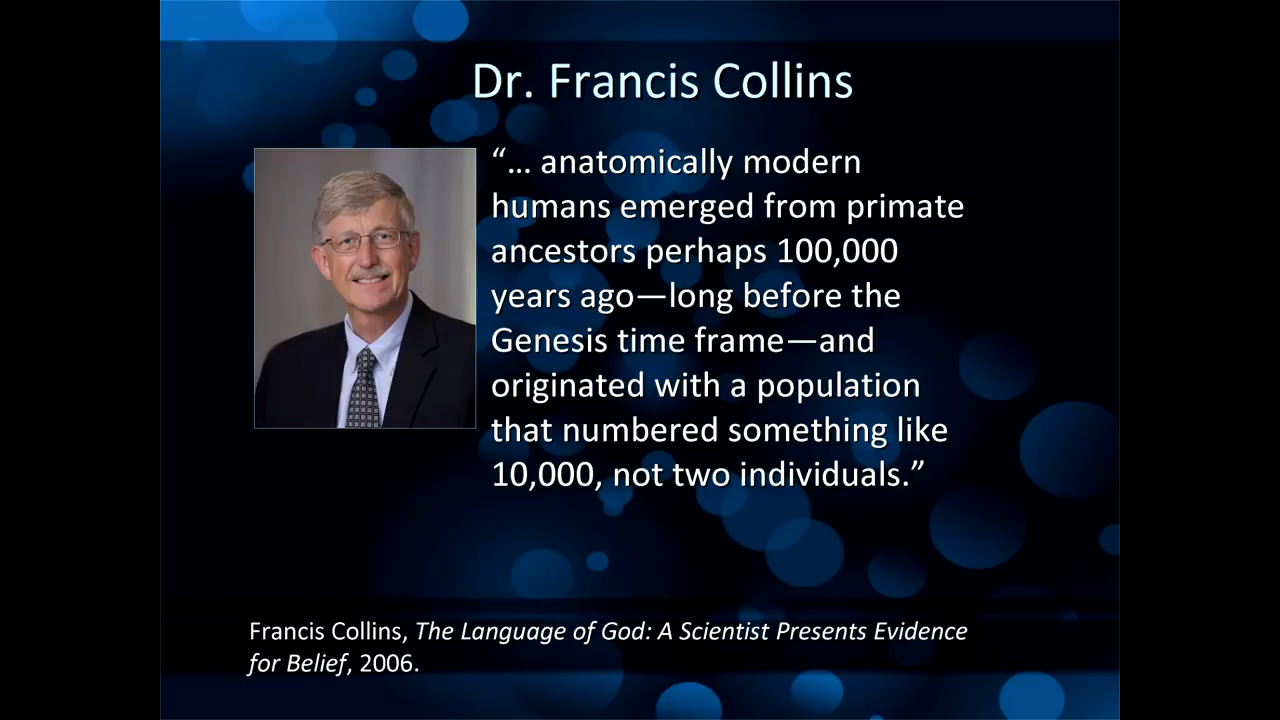 Dr. Francis Collins
“… anatomically modern
humans emerged from primate
ancestors perhaps 100,000
years ago—long before the
Genesis time frame—and
originated with a population
that numbered something like
10,000, not two individuals.”
Francis Collins, The Language of God: A Scientist Presents Evidence
for Belief, 2006.